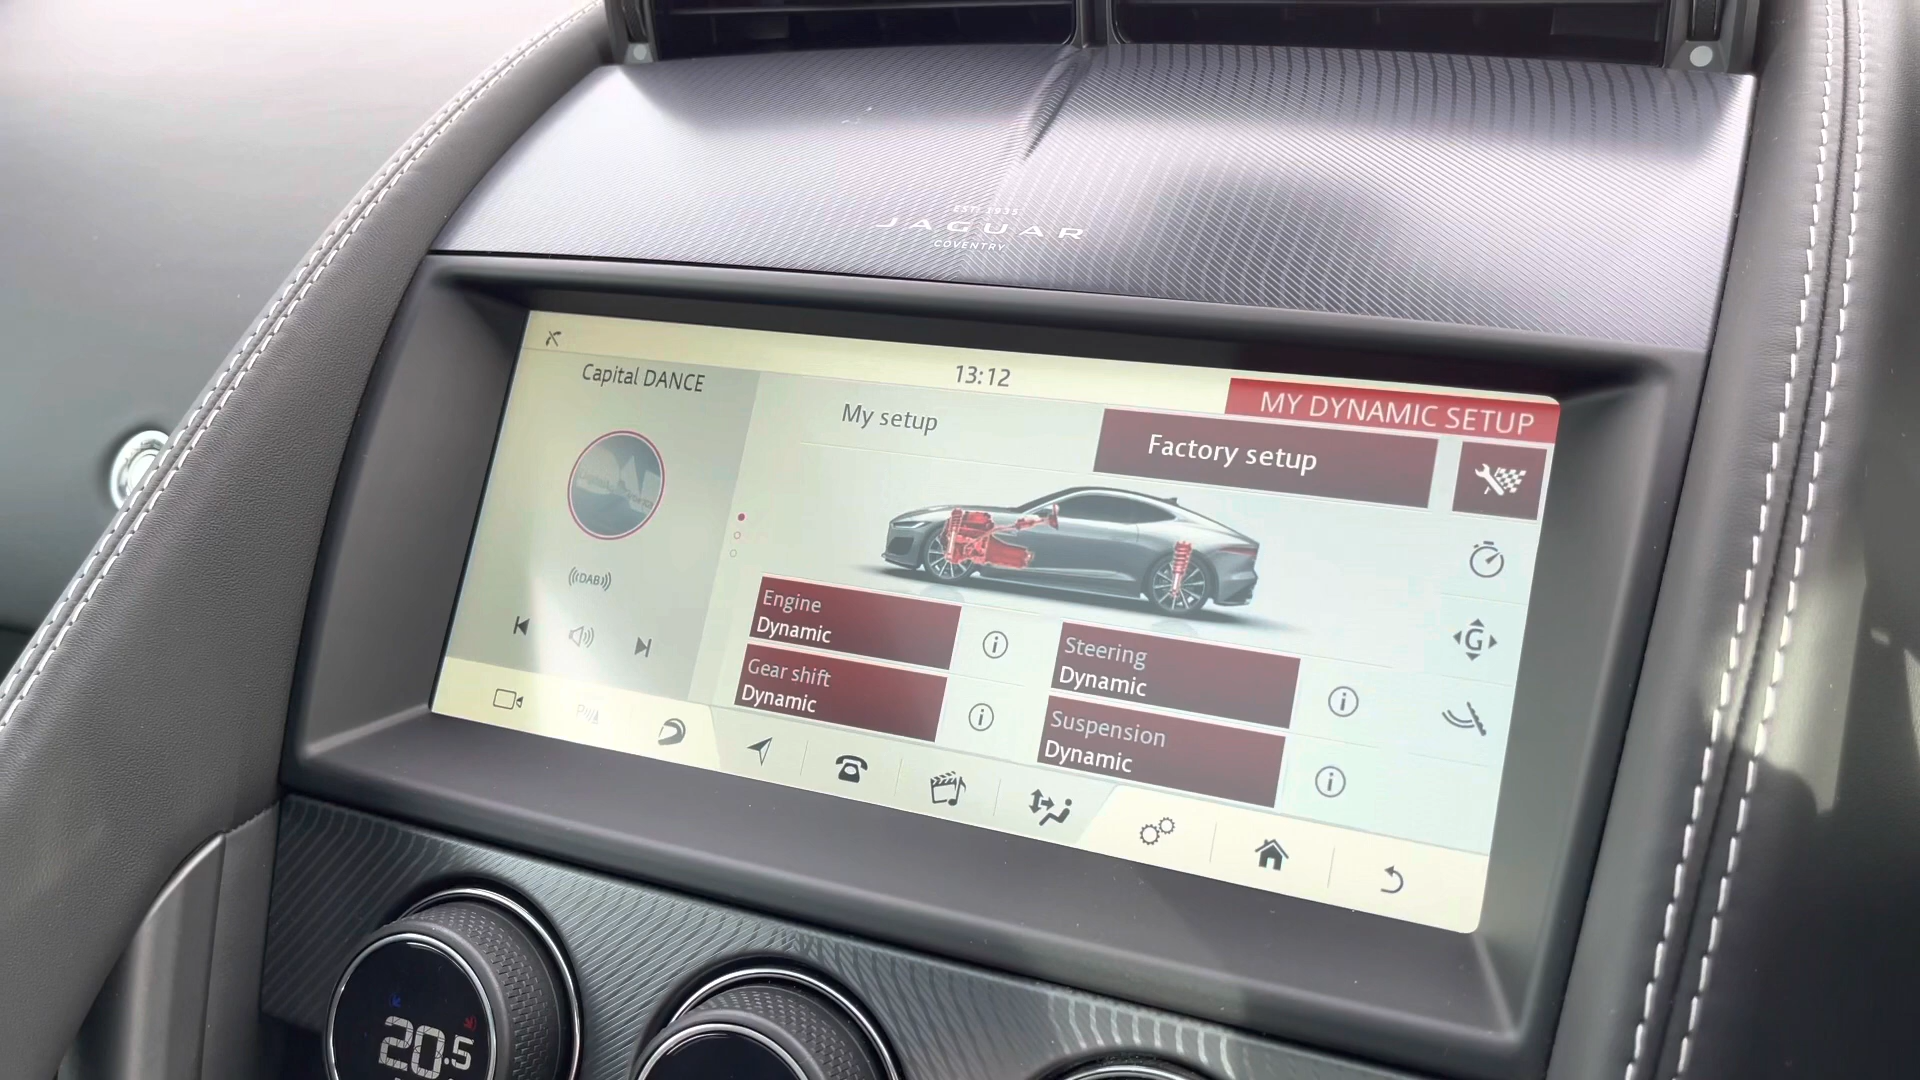 EST. 1935
JAGUAR
COVENTRY
13:12
Capital DANCE
MY DYNAMIC SETUP
My setup
Factory setup
DAB
Engine
Dynamic
Steering
Dynamic
Gear shift
Dynamic
Suspension
Dynamic
G
20.5